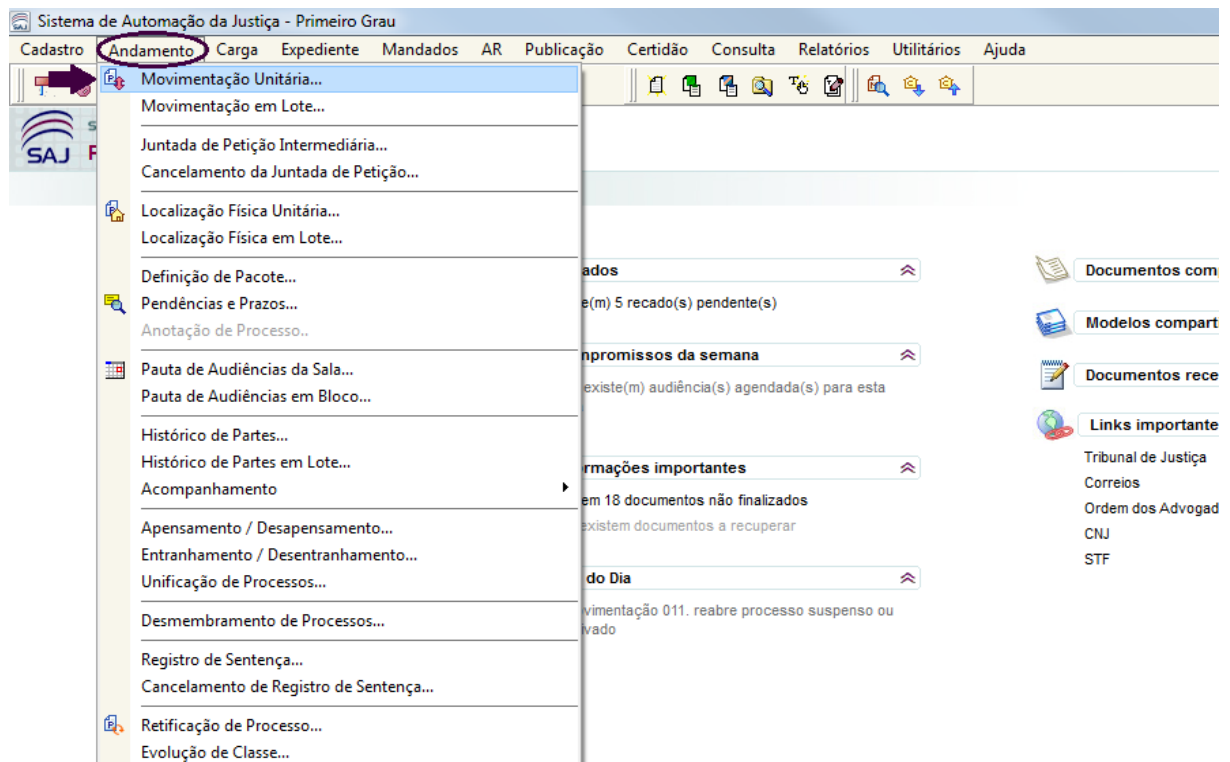 Sistema de Automação da Justiça - Primeiro Grau
Cadastro Andamento Carga Expediente Mandados AR Publicação Certidão Consulta Relatórios Utilitários Ajuda
Movimentação Unitária...
Movimentação em Lote...
SAJ
Juntada de Petição Intermediária...
Cancelamento da Juntada de Petição...
Localização Física Unitária...
Localização Física em Lote...
Definição de Pacote...
Pendências e Prazos...
Anotação de Processo..
Pauta de Audiências da Sala...
Pauta de Audiências em Bloco...
Histórico de Partes...
Histórico de Partes em Lote...
Acompanhamento
Apensamento / Desapensamento...
Entranhamento / Desentranhamento...
Unificação de Processos...
Desmembramento de Processos...
Registro de Sentença...
Cancelamento de Registro de Sentença...
Retificação de Processo...
Evolução de Classe...
ados
e(m) 5 recado(s) pendente(s)
mpromissos da semana
existe(m) audiência(s) agendada(s) para esta
rmações importantes
em 18 documentos não finalizados
existem documentos a recuperar
do Dia
vimentação 011. reabre processo suspenso ou
ivado
Documentos com
Modelos compart
Documentos rece
Links importante
Tribunal de Justiça
Correios
Ordem dos Advogad
CNJ
STF